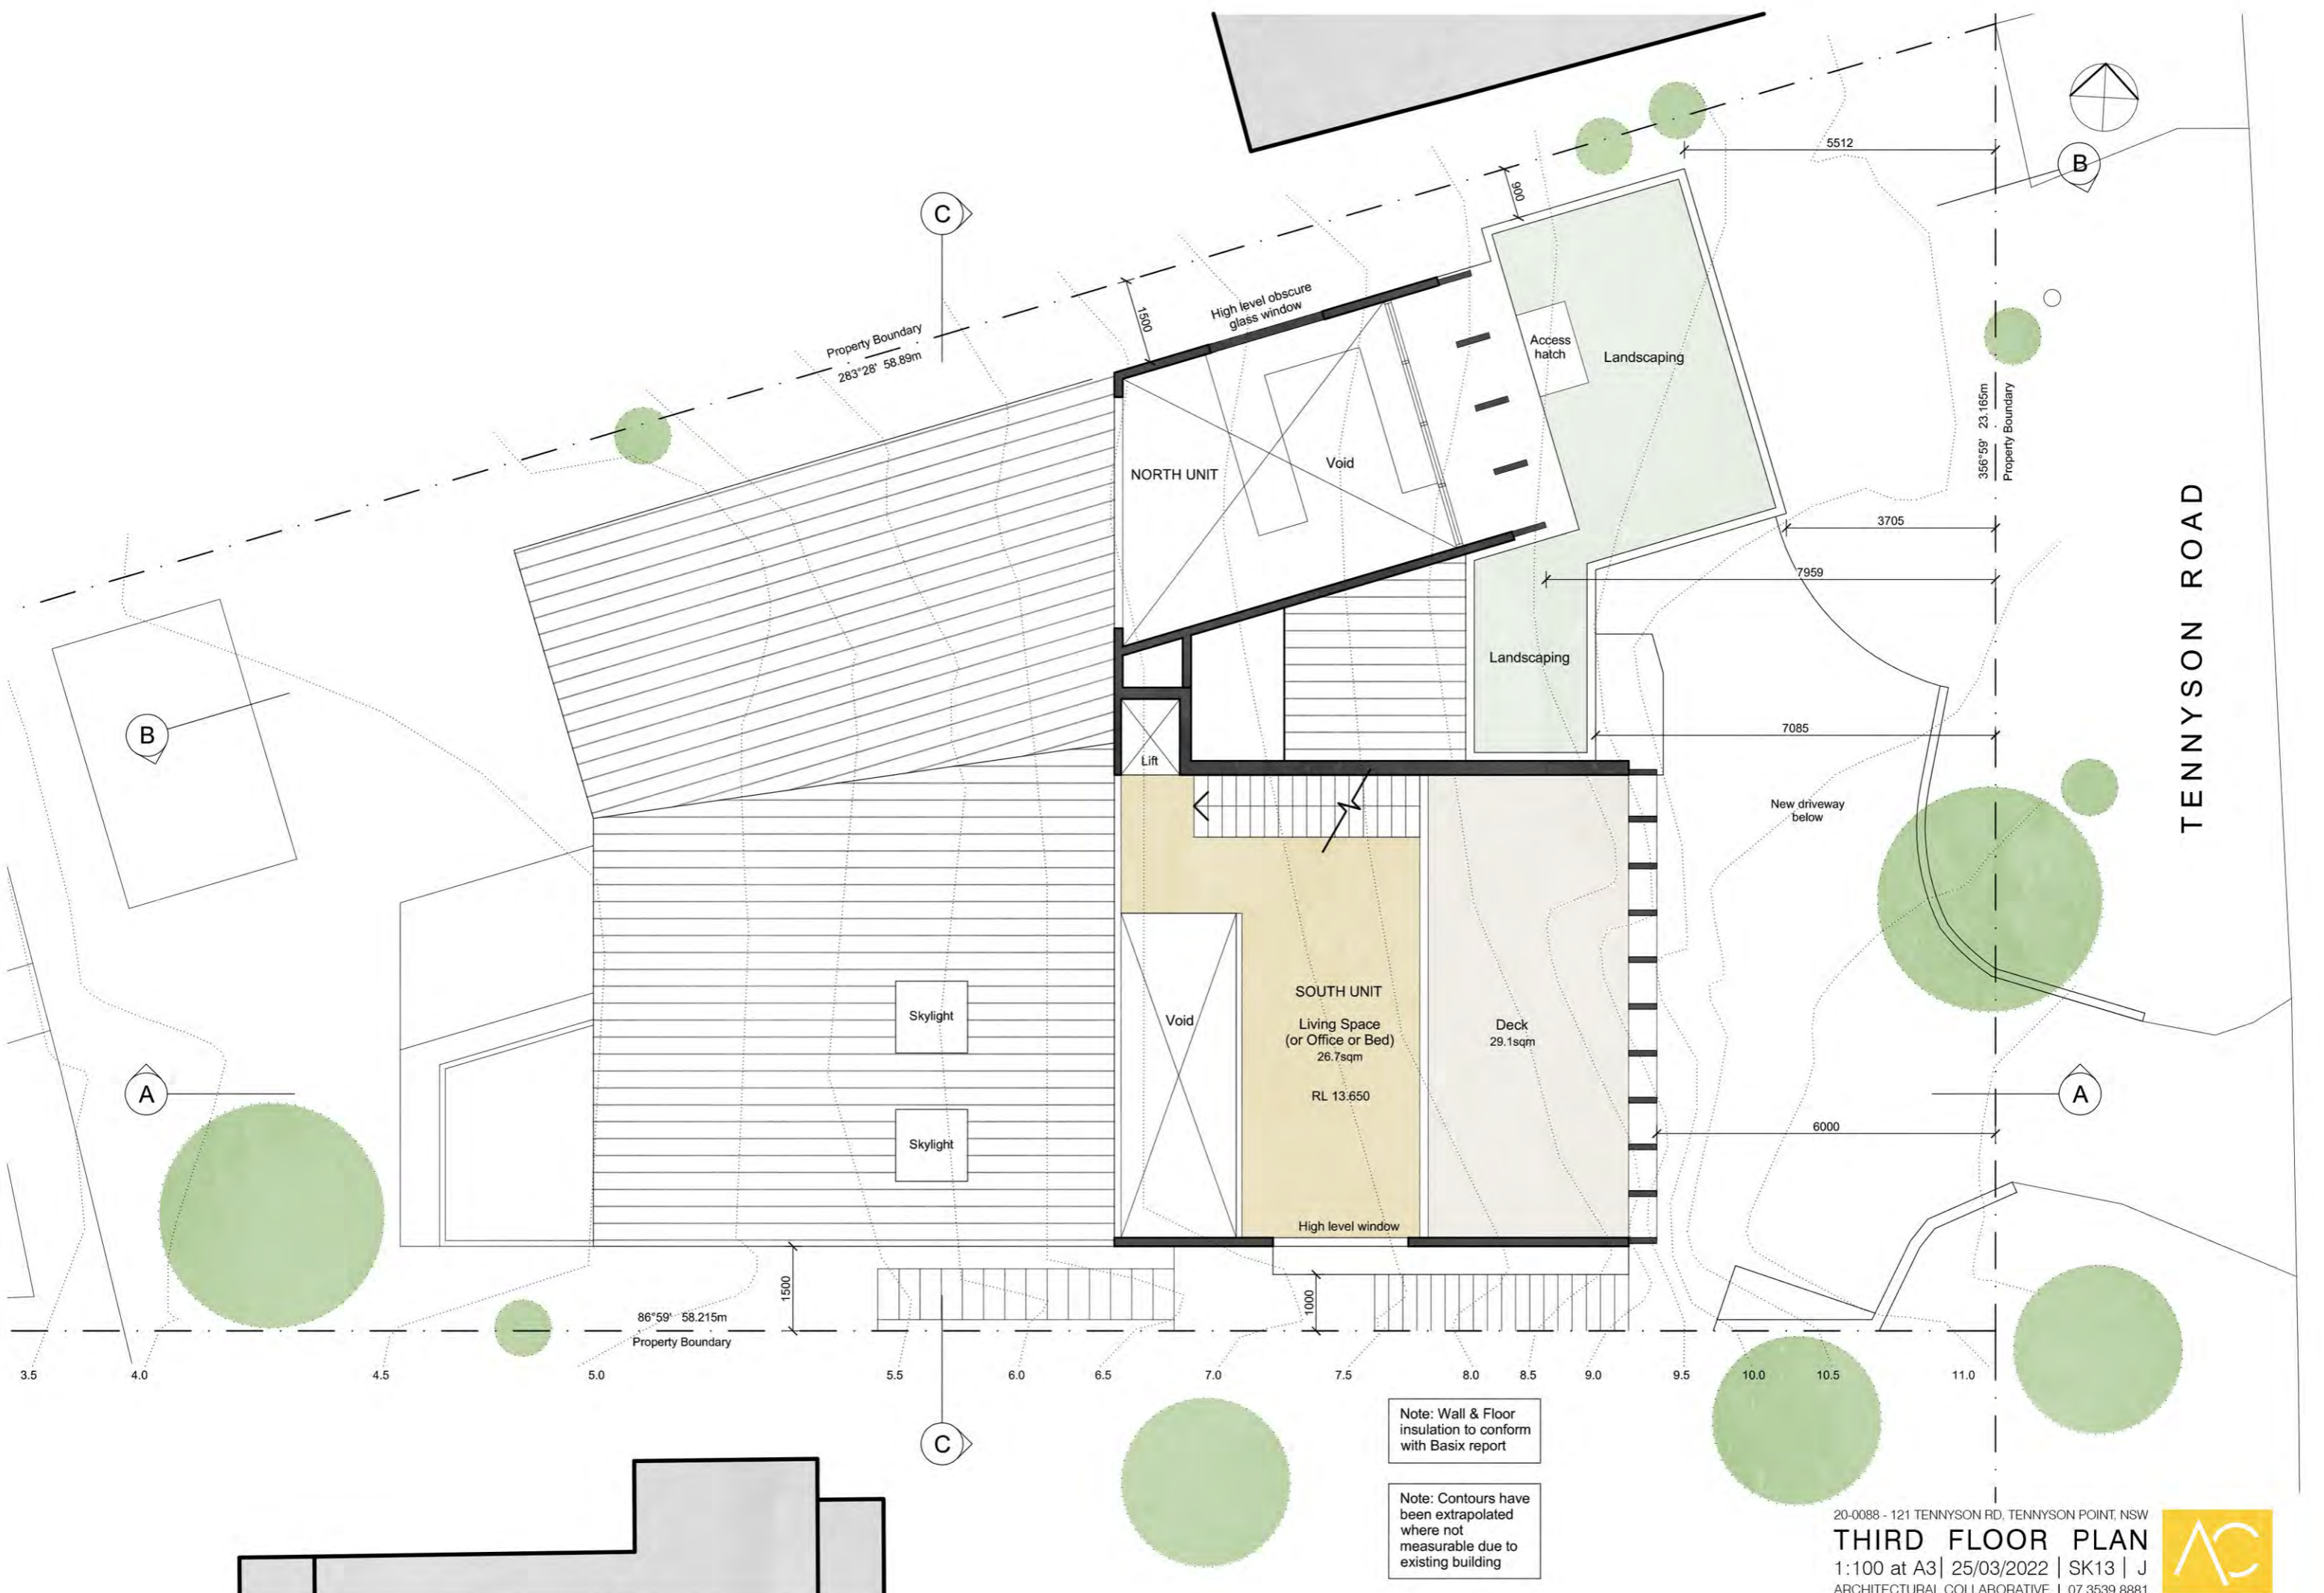 5512
B
900
C
High level obscure
glass window
1500
Property Boundary
283°28' 58.89m
Access
hatch
Landscaping
356°59' 23.165m
Property Boundary
NORTH UNIT
Void
3705
TENNYSON ROAD
7959
Landscaping
B
7085
Lift
New driveway
below
SOUTH UNIT
Skylight
Void
Living Space
(or Office or Bed)
26.7sqm
Deck
29.1sqm
A
RL 13.650
A
6000
Skylight
High level window
1500
1000
86°59' 58.215m
Property Boundary
3.5 4.0 4.5 5.0 5.5 6.0 6.5 7.0 7.5 8.0 8.5 9.0 9.5 10.0 10.5 11.0
C
Note: Wall & Floor
insulation to conform
with Basix report
Note: Contours have
been extrapolated
where not
measurable due to
existing building
20-0088 - 121 TENNYSON RD, TENNYSON POINT, NSW
THIRD FLOOR PLAN
1:100 at A3 | 25/03/2022 | SK13 | J
ARCHITECTURAL COLLABORATIVE | 07 3539 8881
AC